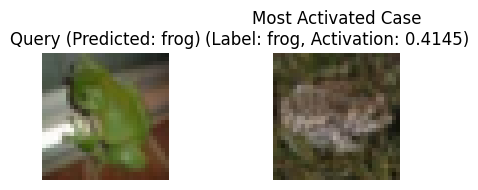 Most Activated Case
Query (Predicted: frog) (Label: frog, Activation: 0.4145)